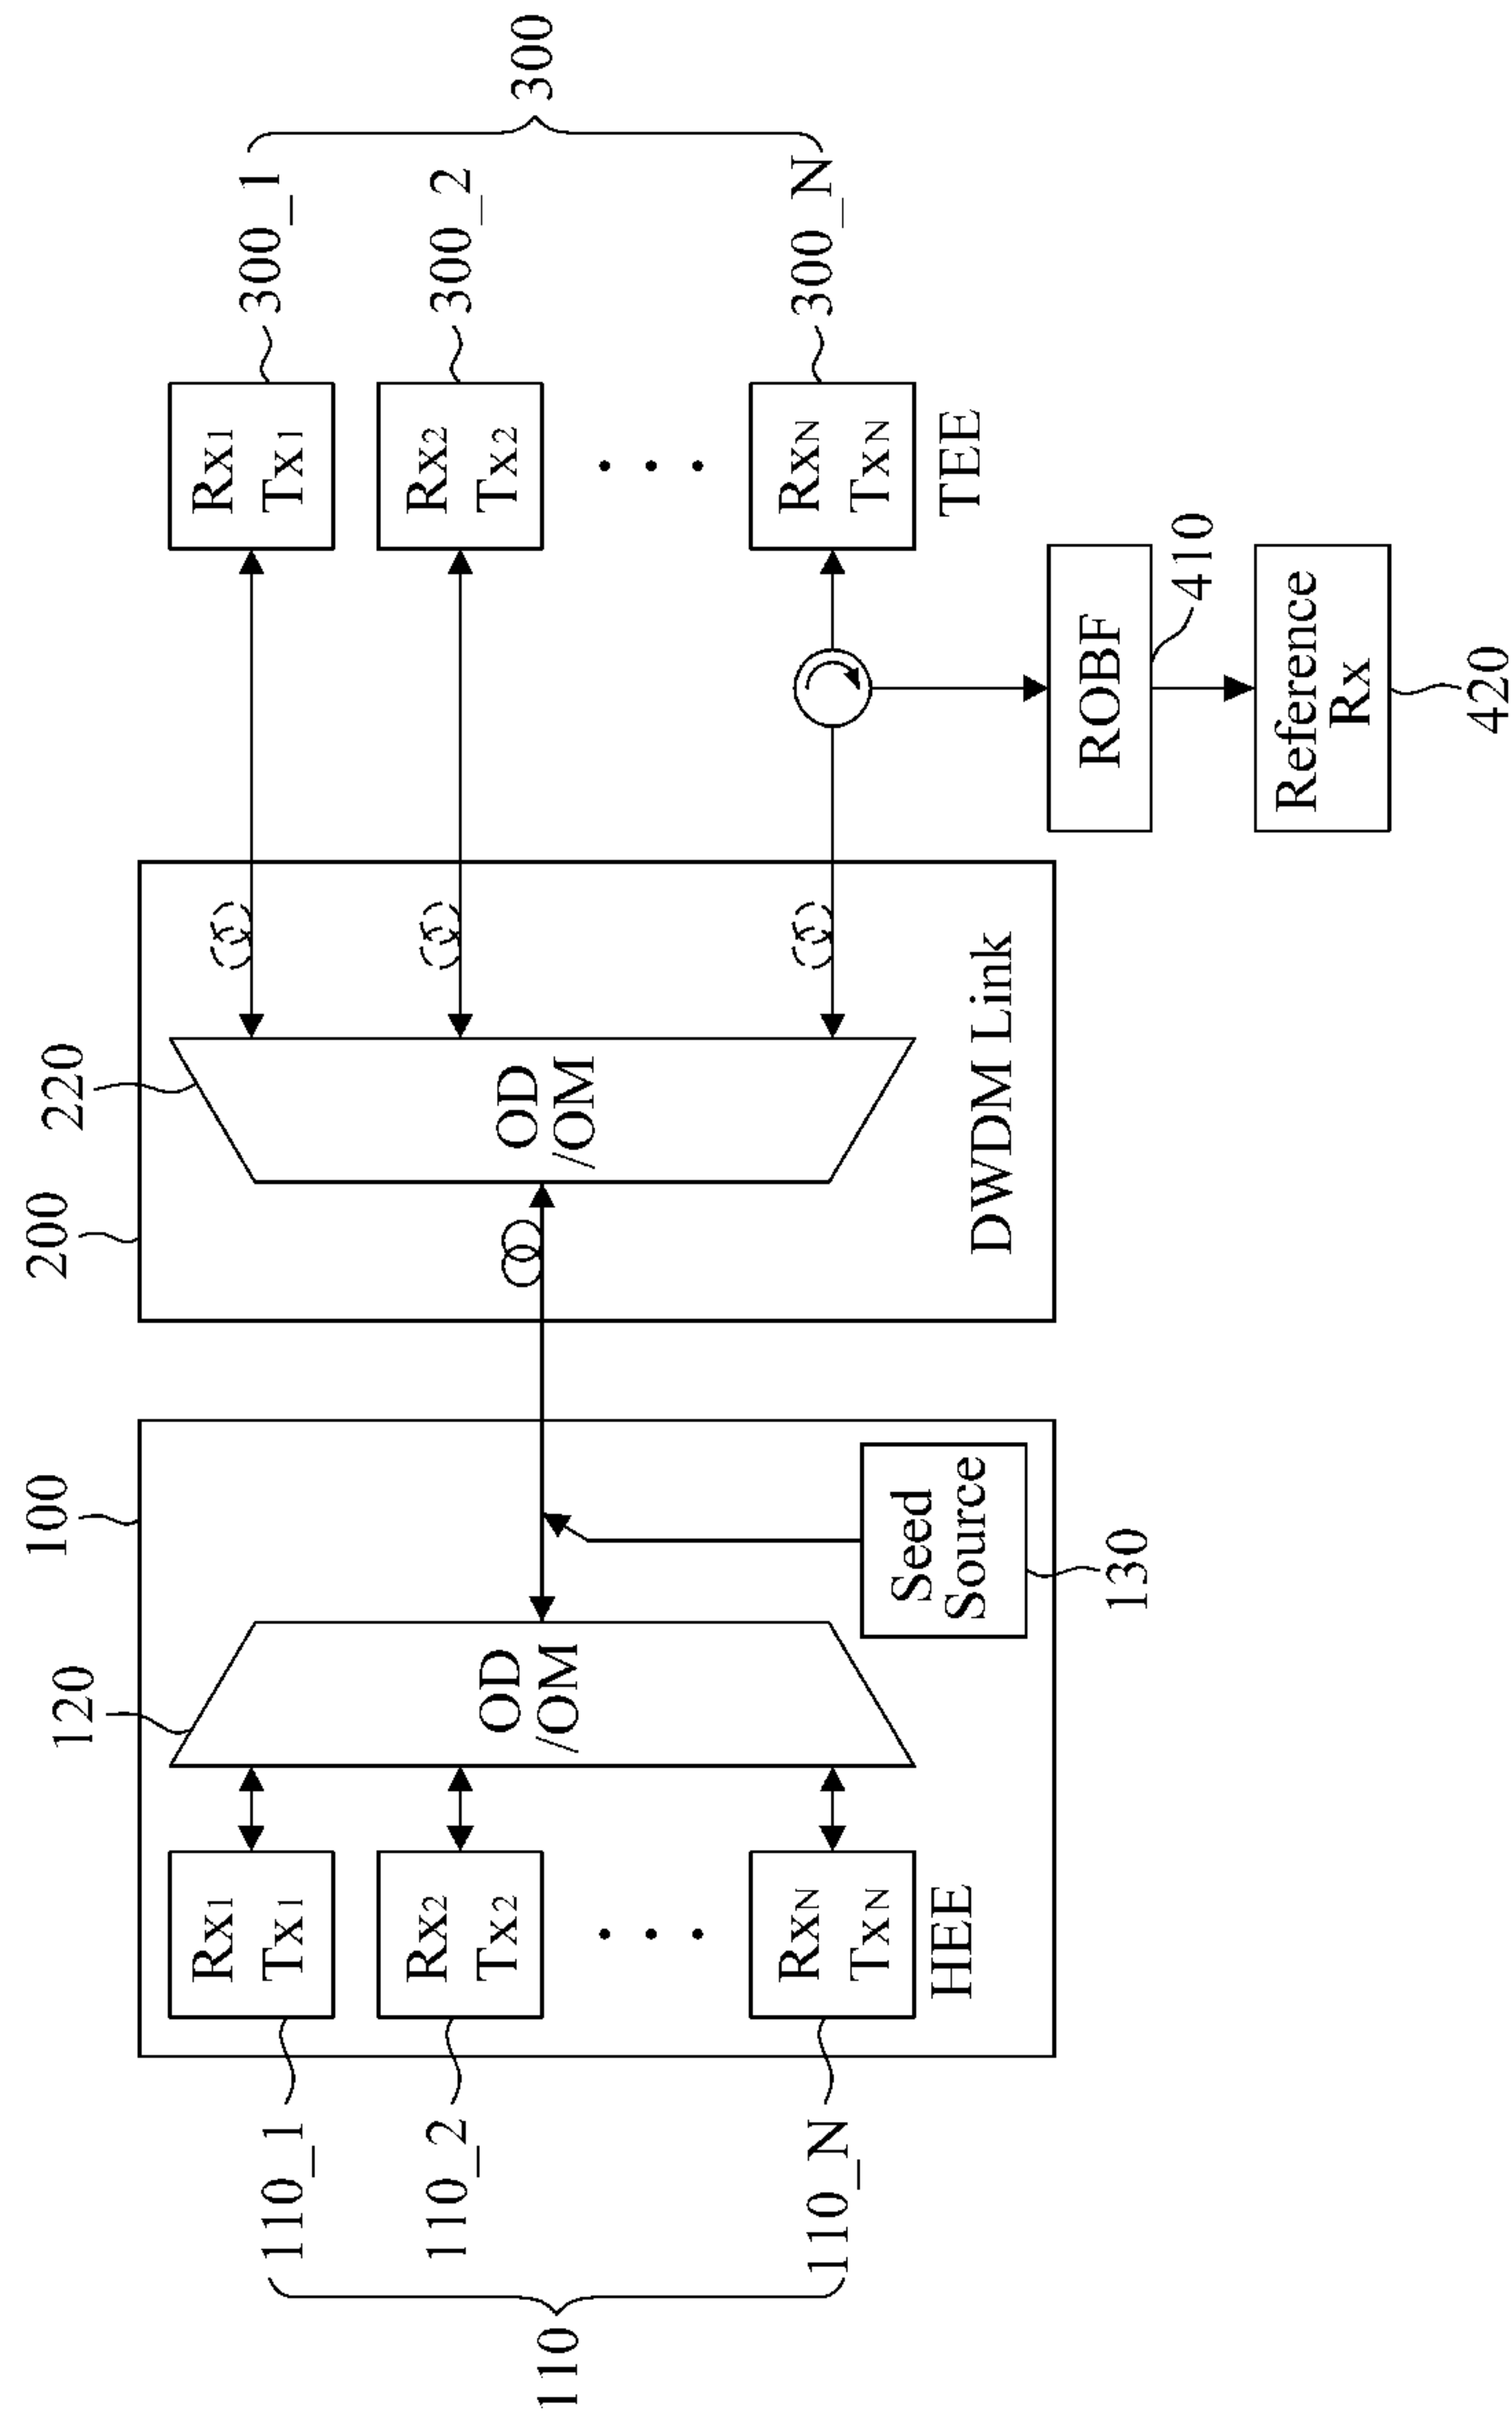 110
110_1
110_2
110_N
Rx1
Tx1
Rx2
Tx2
. . .
RxN
TxN
HEE
100
120
OD
/OM
Seed
Source
130
200
220
OD
/OM
DWDM Link
Rx1
Tx1
Rx2
Tx2
. . .
RxN
TxN
TEE
300_1
300_2
300_N
300
ROBF
410
Reference
Rx
420